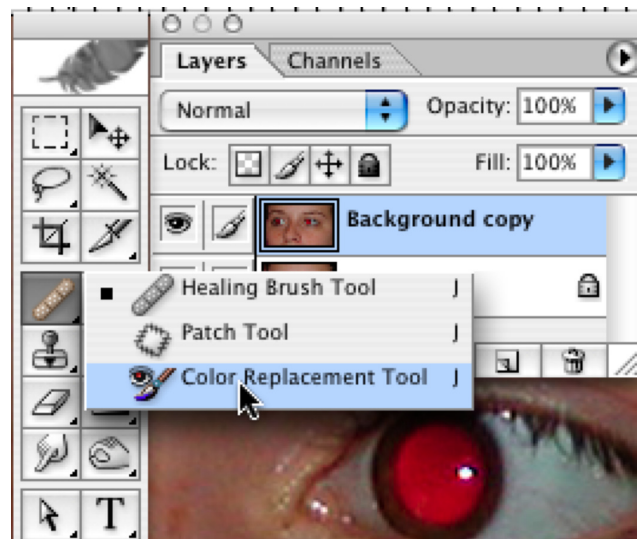 Layers Channels
Normal Opacity: 100%
Lock: Fill: 100%
Background copy
Healing Brush Tool J
Patch Tool J
Color Replacement Tool J
T